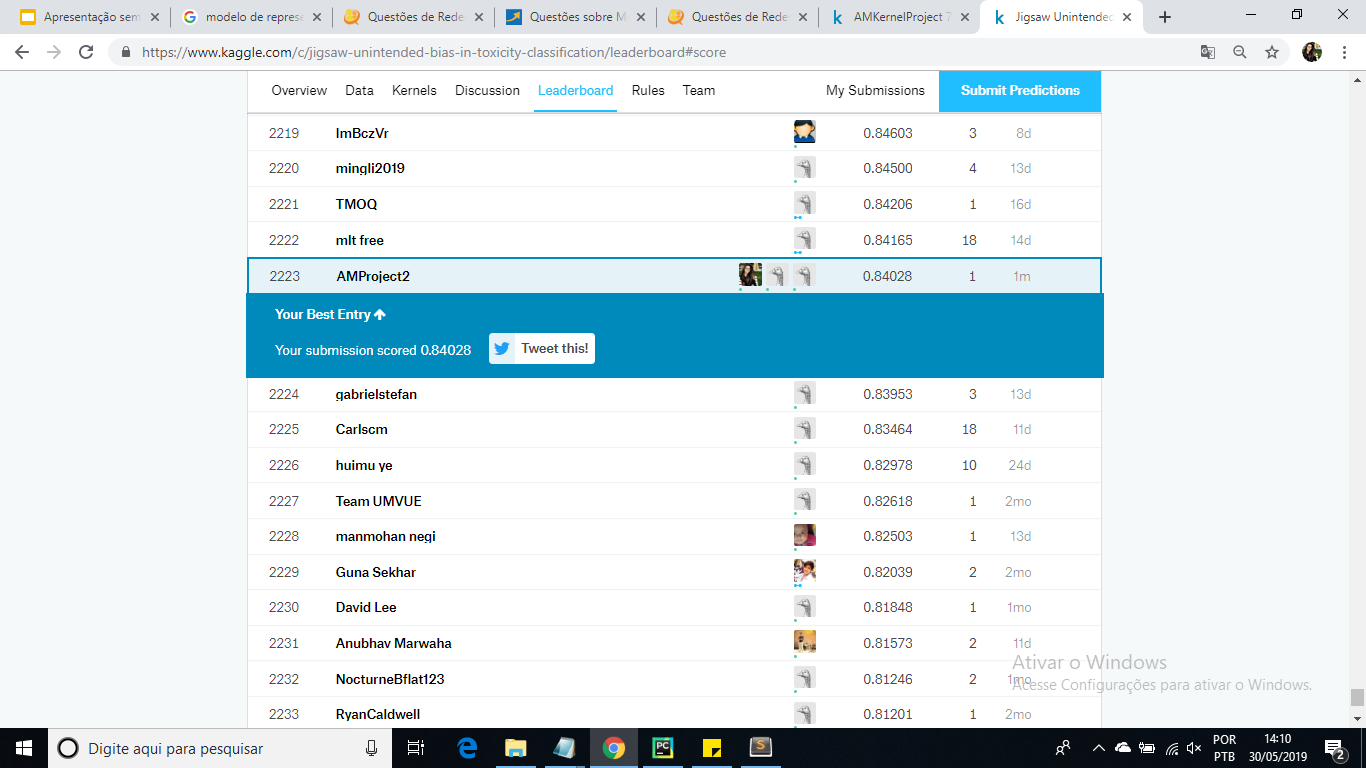 Apresentação sem
modelo de represe
Questões de Rede
Questões sobre M
Questões de Rede
AMKernelProject 7
Jigsaw Unintended
https://www.kaggle.com/c/jigsaw-unintended-bias-in-toxicity-classification/leaderboard#score
Overview Data Kernels Discussion Leaderboard Rules Team My Submissions Submit Predictions
2219 ImBczVr 0.84603 3 8d
2220 mingli2019 0.84500 4 13d
2221 TMOQ 0.84206 1 16d
2222 mlt free 0.84165 18 14d
2223 AMProject2 0.84028 1 1m
Your Best Entry
Your submission scored 0.84028 Tweet this!
2224 gabrielstefan 0.83953 3 13d
2225 Carlscm 0.83464 18 11d
2226 huimu ye 0.82978 10 24d
2227 Team UMVUE 0.82618 1 2mo
2228 manmohan negi 0.82503 1 13d
2229 Guna Sekhar 0.82039 2 2mo
2230 David Lee 0.81848 1 1mo
2231 Anubhav Marwaha 0.81573 2 11d
2232 NocturneBflat123 0.81246 2 1mo
2233 RyanCaldwell 0.81201 1 2mo
Ativar o Windows
Acesse Configurações para ativar o Windows.
Digite aqui para pesquisar
POR
PTB
14:10
30/05/2019
2